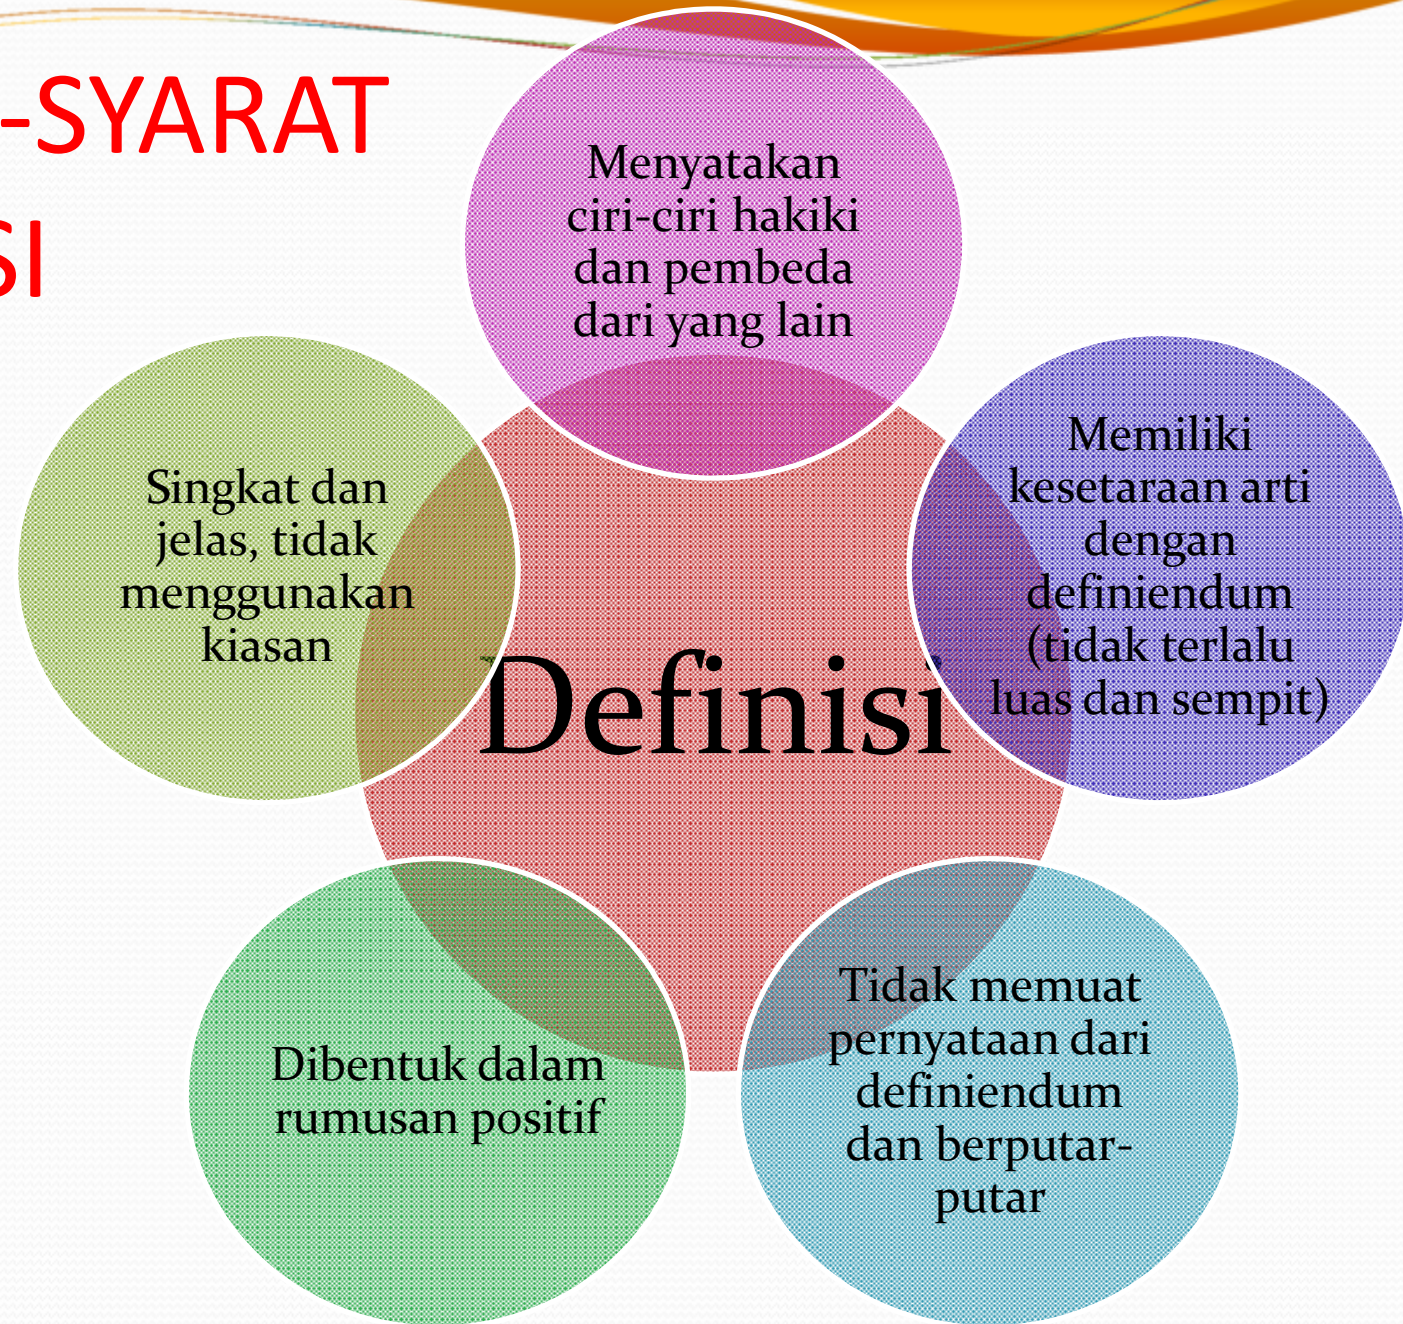 -SYARAT
SI
Menyatakan
ciri-ciri hakiki
dan pembeda
dari yang lain
Memiliki
kesetaraan arti
dengan
definiendum
(tidak terlalu
luas dan sempit)
Tidak memuat
pernyataan dari
definiendum
dan berputar-
putar
Dibentuk dalam
rumusan positif
Singkat dan
jelas, tidak
menggunakan
kiasan
Definisi